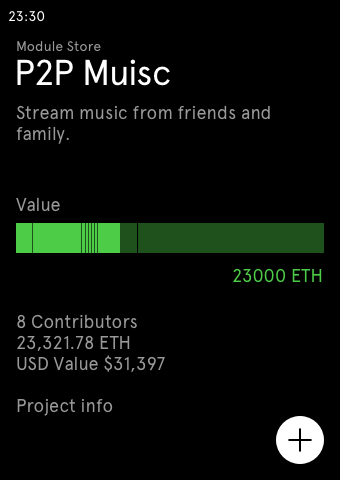 23:30
Module Store
P2P Muisc
Stream music from friends and
family.
Value
23000 ETH
8 Contributors
23,321.78 ETH
USD Value $31,397
Project info